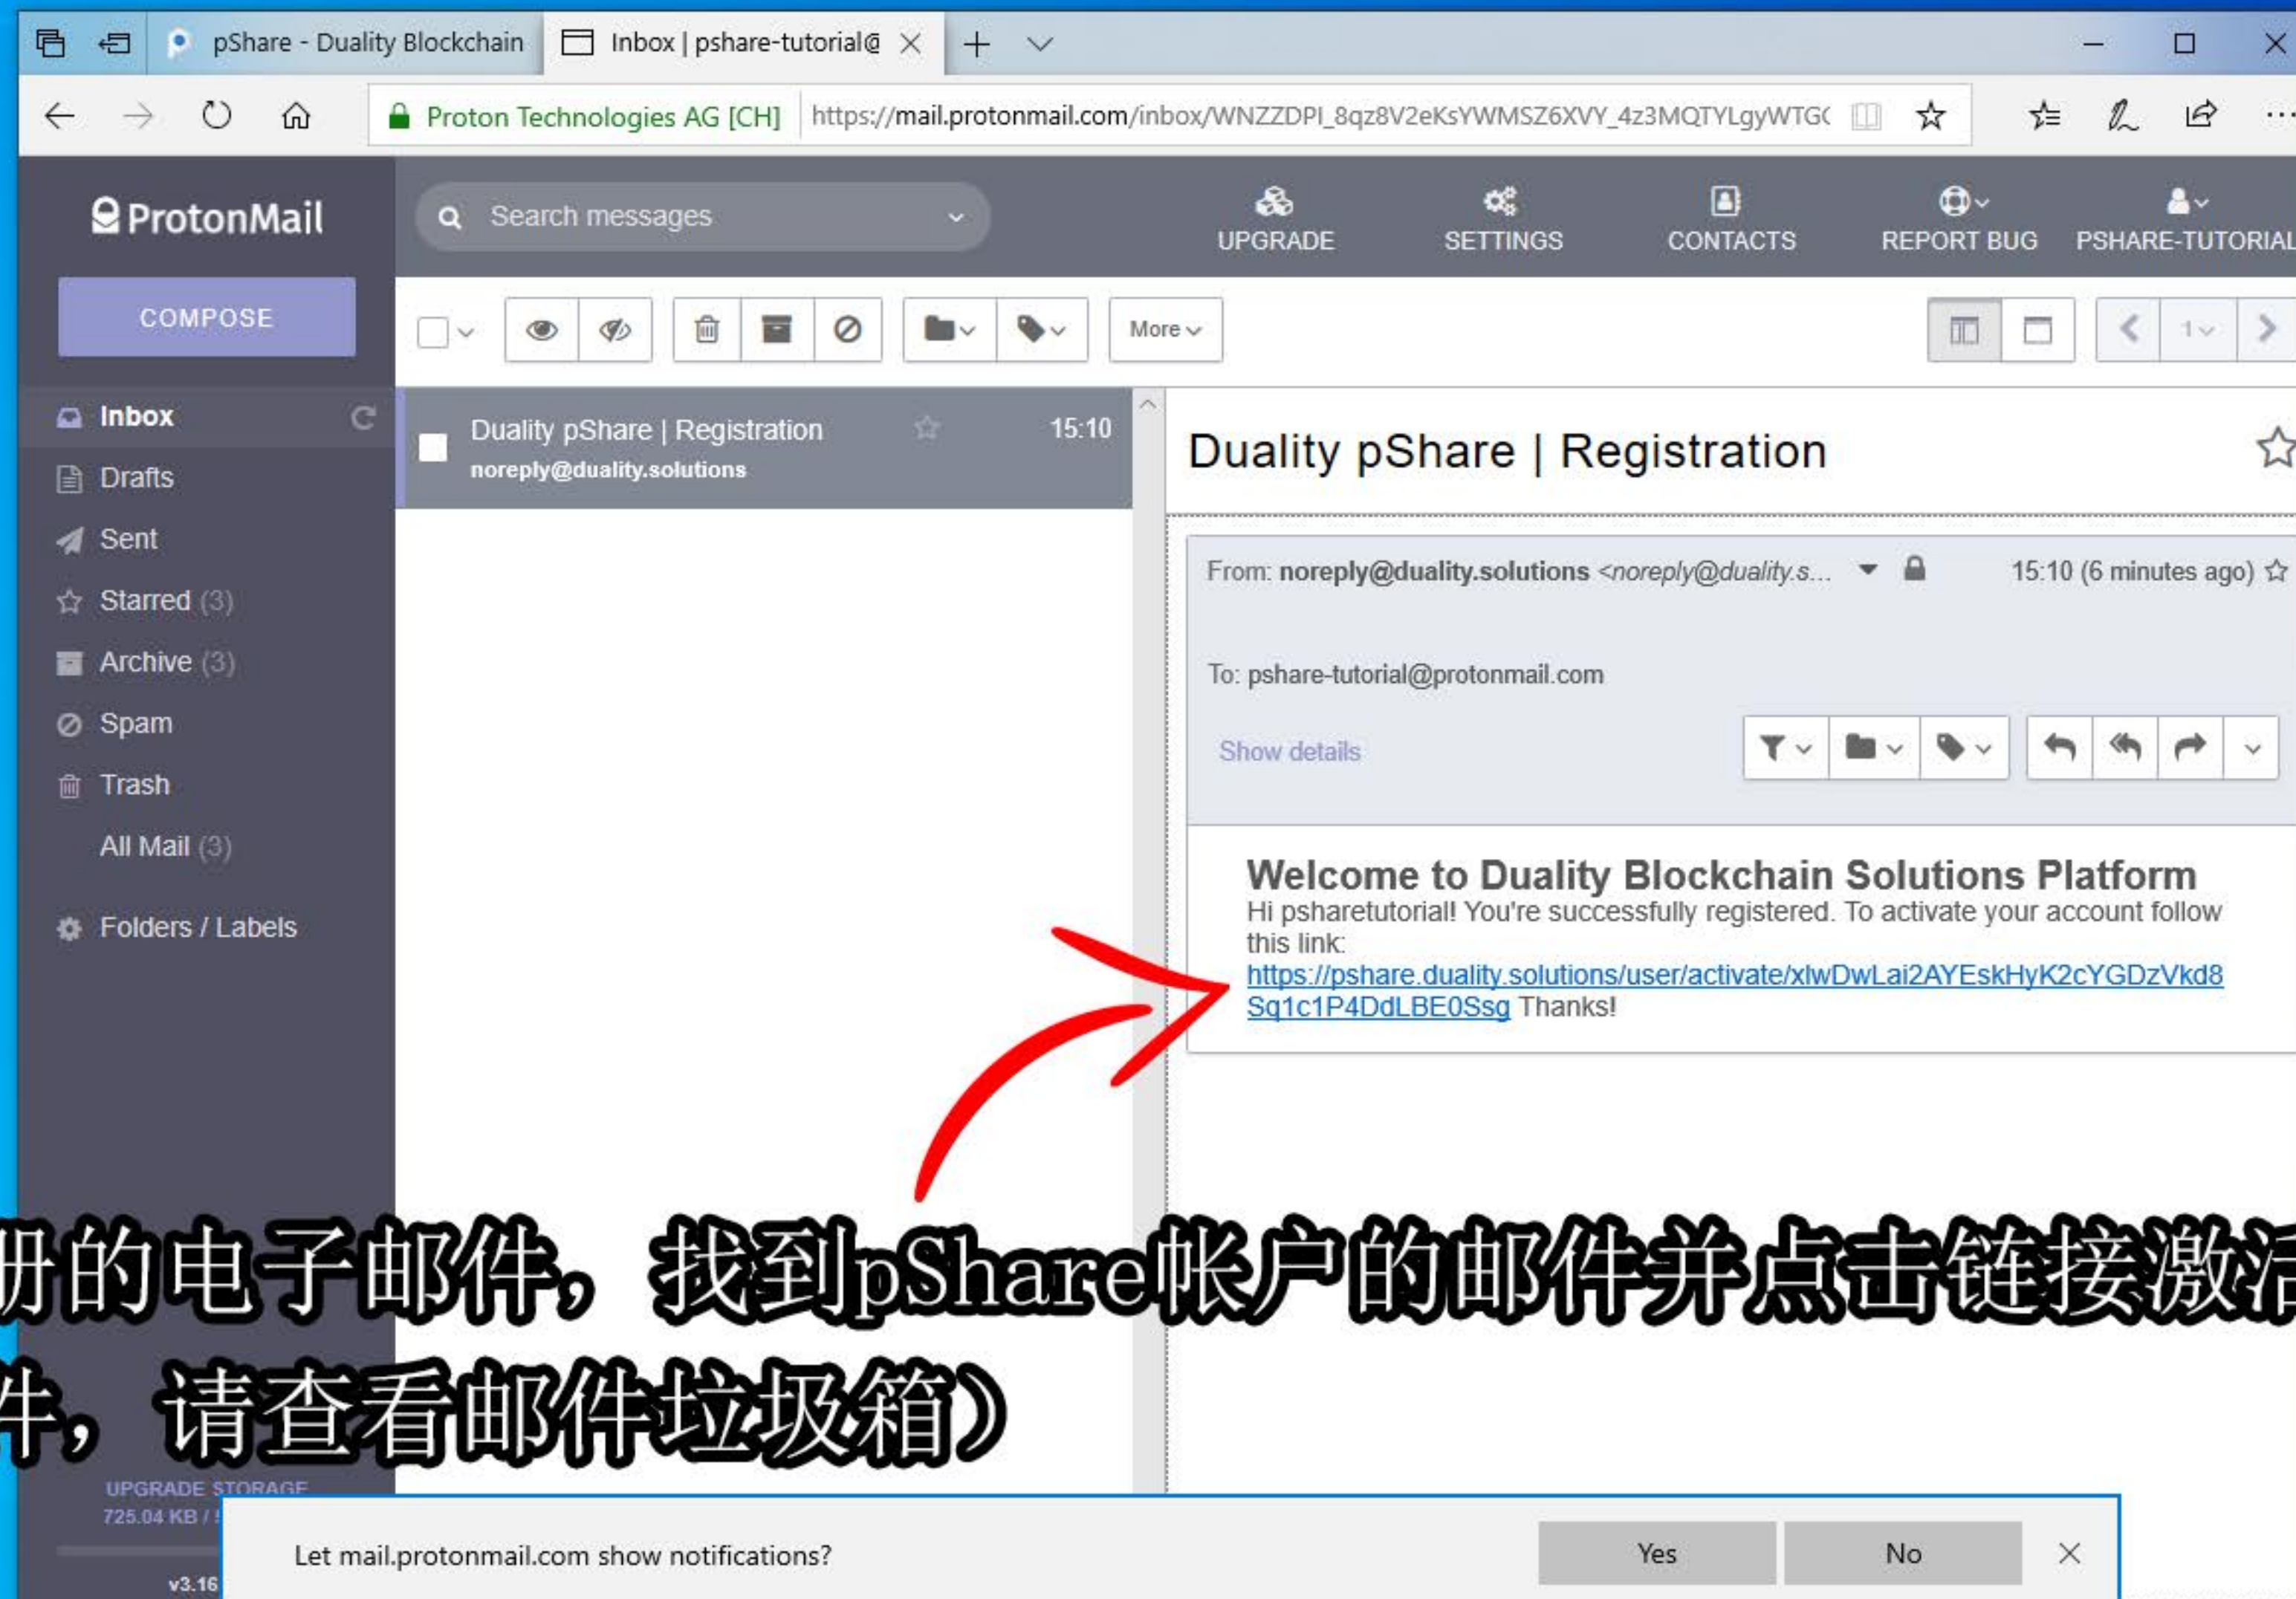 pShare - Duality Blockchain
Inbox | pshare-tutorial@
Proton Technologies AG [CH]
https://mail.protonmail.com/inbox/WNZZDPI_8qz8V2eKsYWMSZ6XVY_4z3MQTYLgyWTG
ProtonMail
Search messages
UPGRADE
SETTINGS
CONTACTS
REPORT BUG
PSHARE-TUTORIAL
COMPOSE
More
1
Inbox
Drafts
Sent
Starred (3)
Archive (3)
Spam
Trash
All Mail (3)
Folders / Labels
Duality pShare | Registration
15:10
noreply@duality.solutions
Duality pShare | Registration
From: noreply@duality.solutions <noreply@duality.s...
15:10 (6 minutes ago)
To: pshare-tutorial@protonmail.com
Show details
Welcome to Duality Blockchain Solutions Platform
Hi psharetutorial! You're successfully registered. To activate your account follow
this link:
https://pshare.duality.solutions/user/activate/xlwDwLai2AYEskHyK2cYGDzVkd8
Sq1c1P4DdLBE0Ssg Thanks!
册的电子邮件，找到pShare帐户的邮件并点击链接激活
件，请查看邮件垃圾箱）
UPGRADE STORAGE
725.04 KB /
v3.16
Let mail.protonmail.com show notifications?
Yes
No